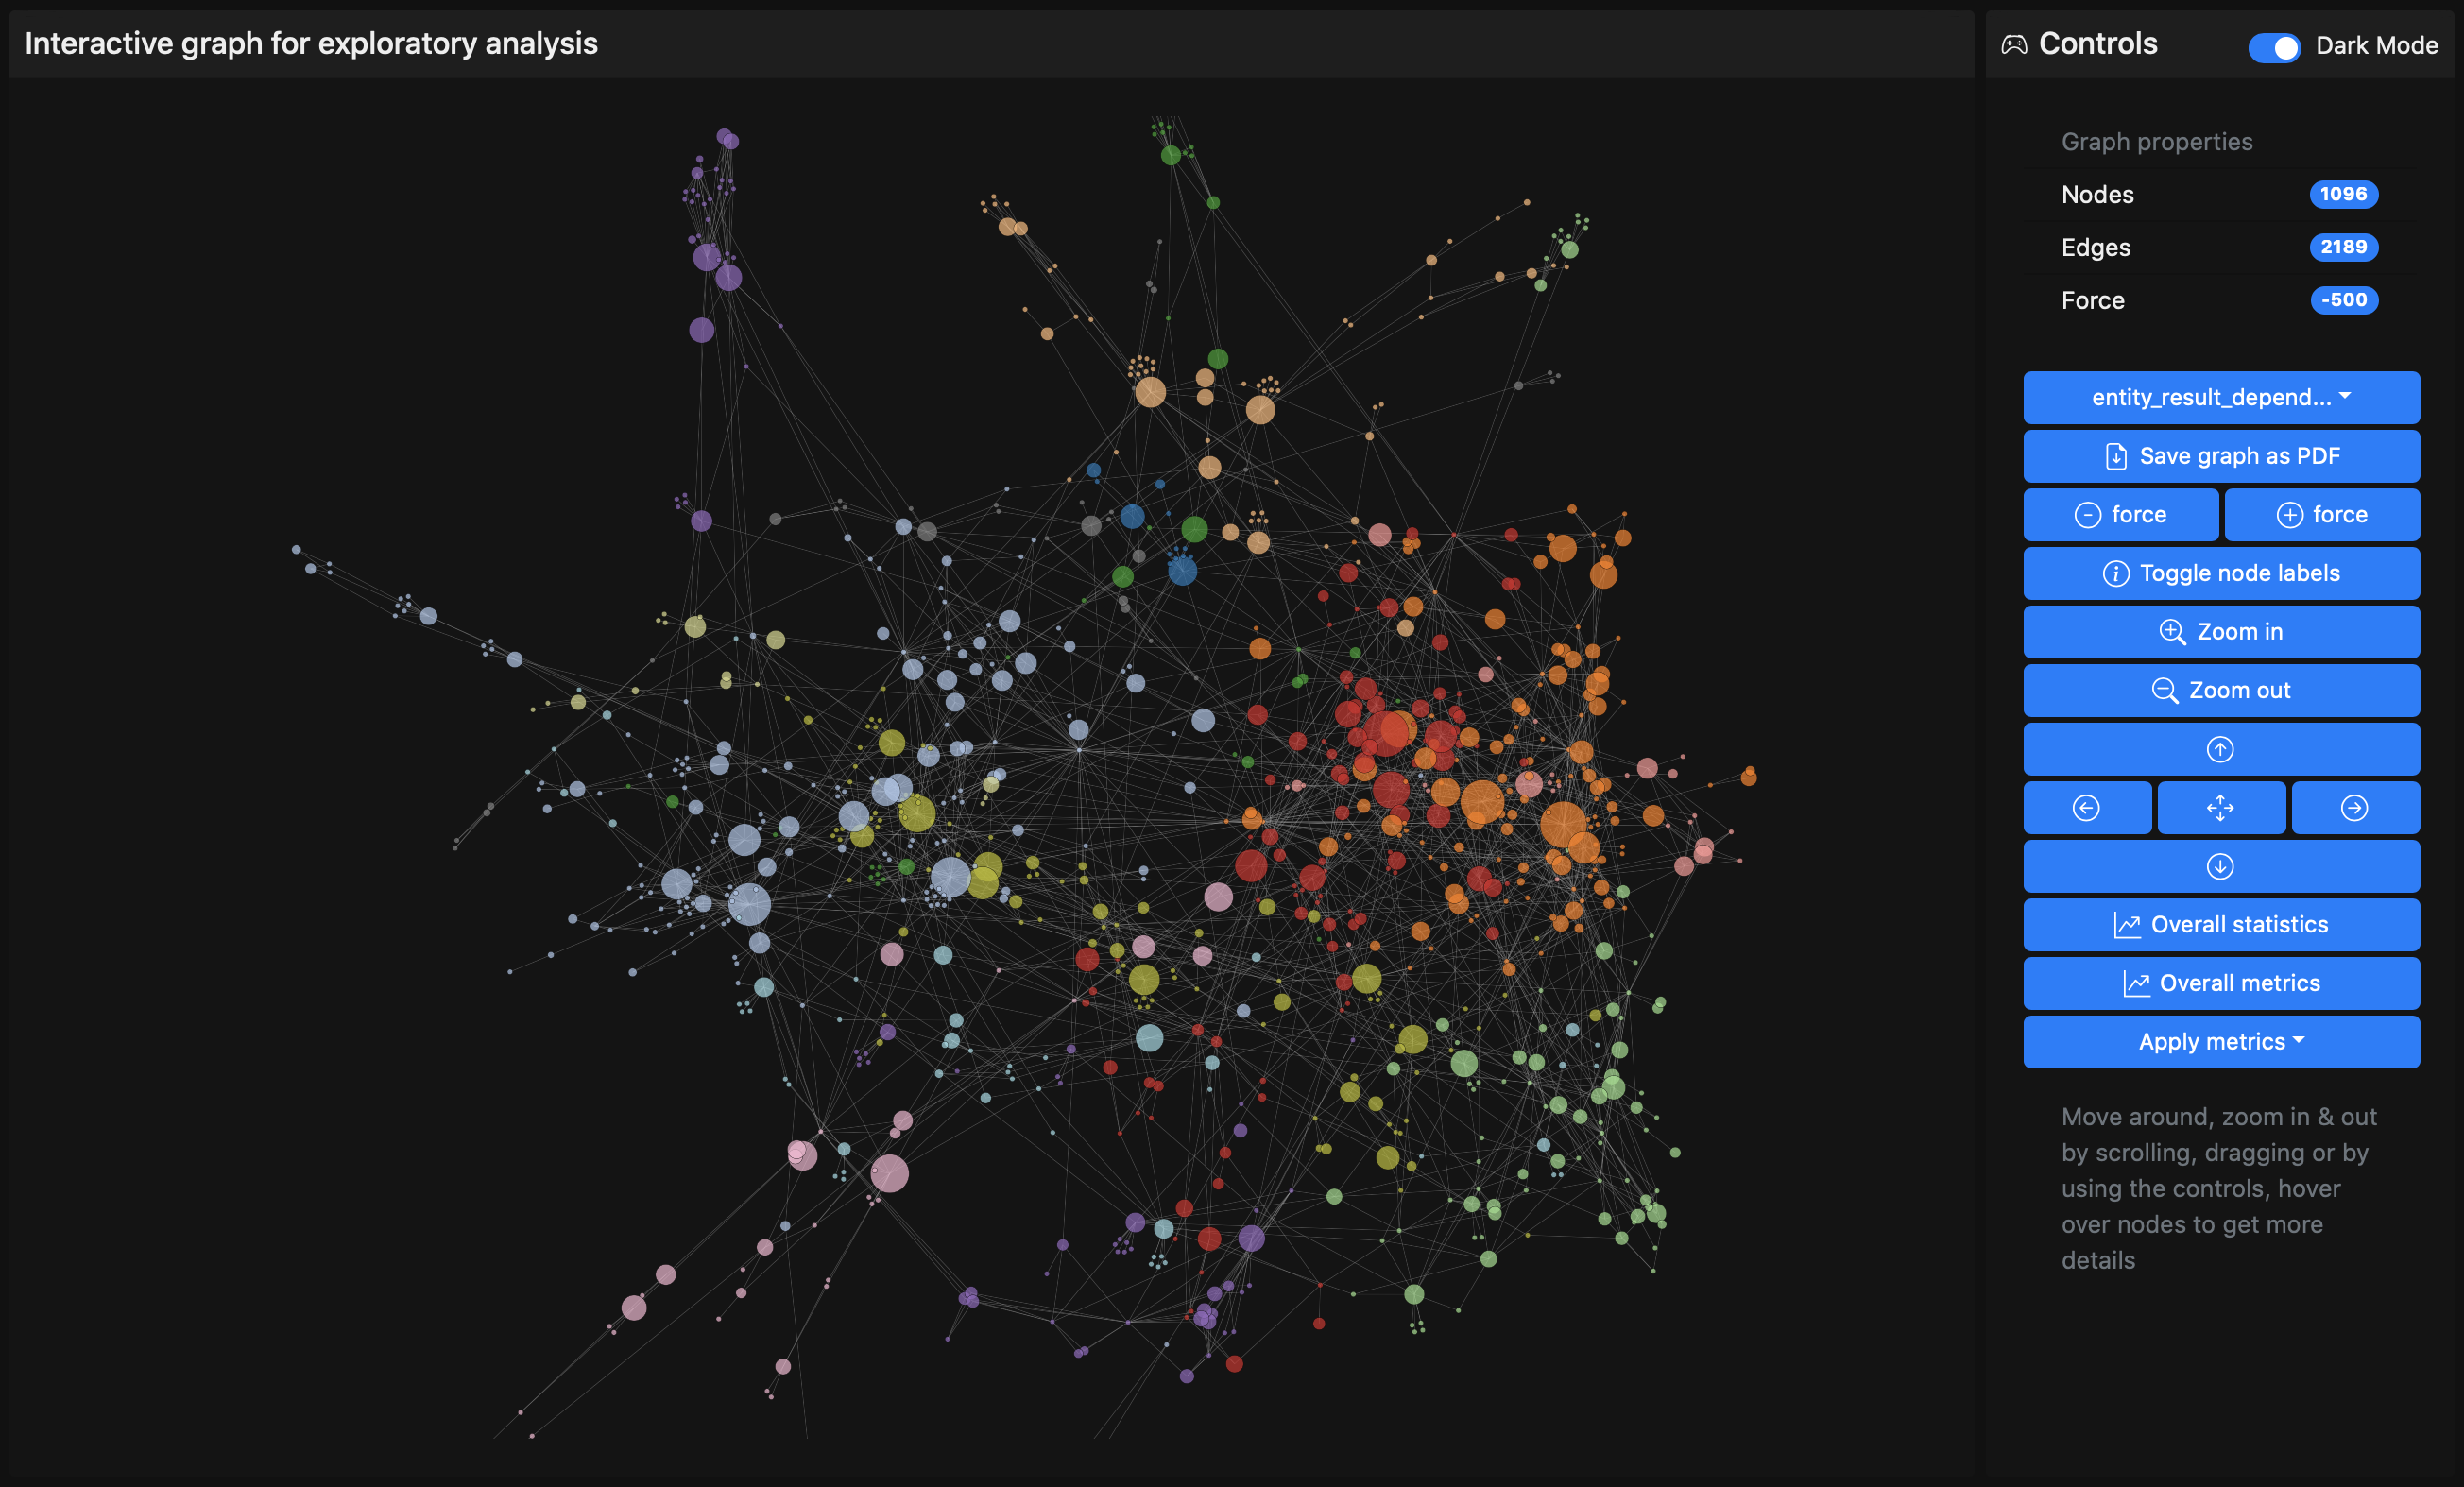 Interactive graph for exploratory analysis
Controls
Dark Mode
Graph properties
Nodes 1096
Edges 2189
Force -500
entity_result_depend...
Save graph as PDF
force
force
Toggle node labels
Zoom in
Zoom out
Overall statistics
Overall metrics
Apply metrics
Move around, zoom in & out
by scrolling, dragging or by
using the controls, hover
over nodes to get more
details